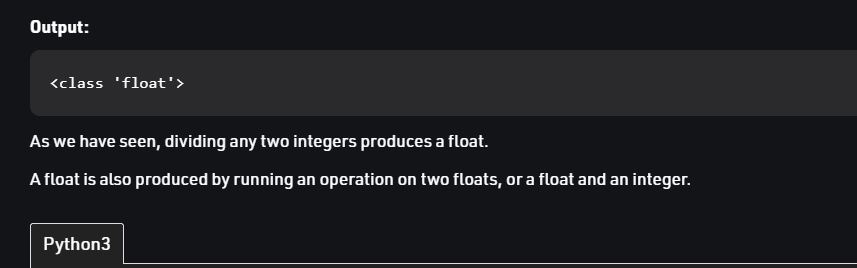 Output:
<class 'float'>
As we have seen, dividing any two integers produces a float.
A float is also produced by running an operation on two floats, or a float and an integer.
Python3